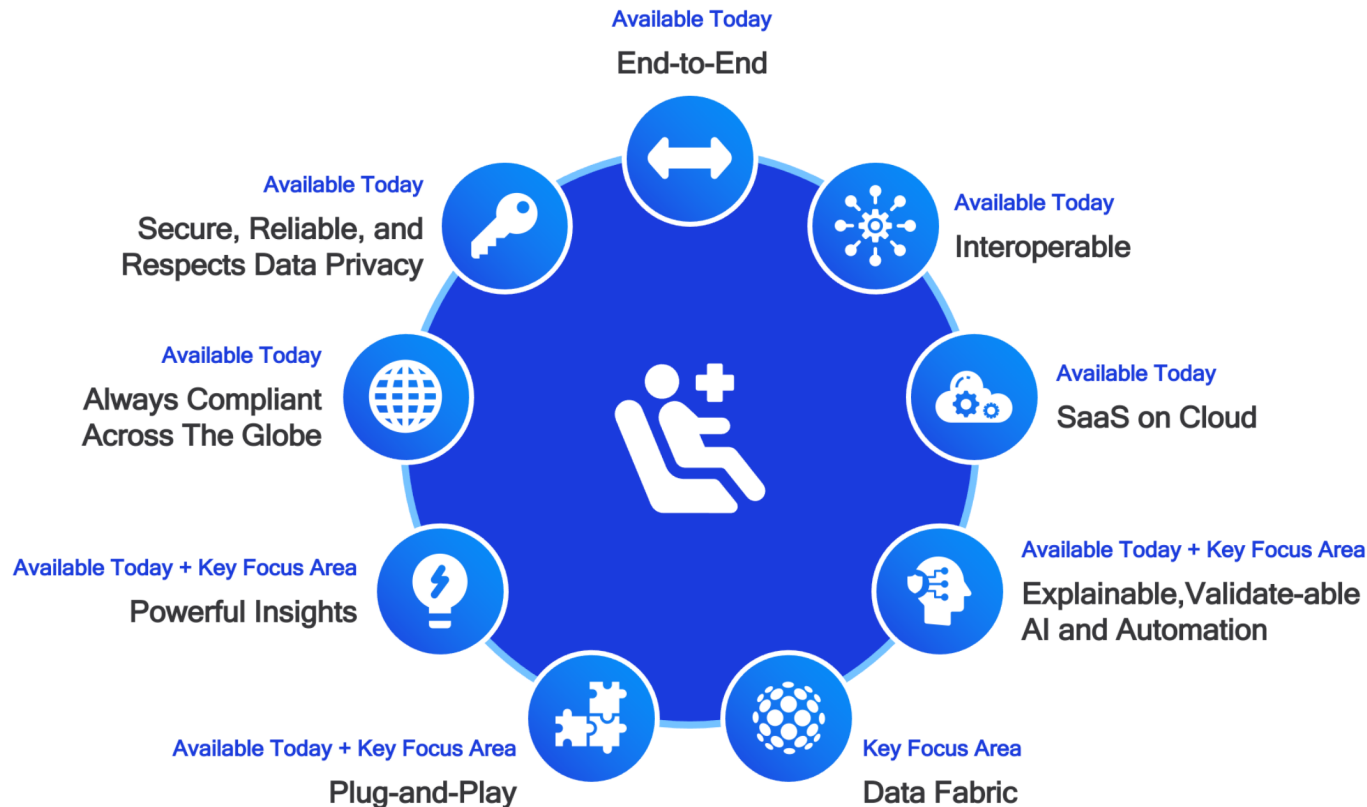 Available Today
End-to-End
Available Today
Interoperable
Available Today
SaaS on Cloud
Available Today + Key Focus Area
Explainable,Validate-able
AI and Automation
Key Focus Area
Data Fabric
Available Today + Key Focus Area
Plug-and-Play
Available Today + Key Focus Area
Powerful Insights
Available Today
Always Compliant
Across The Globe
Available Today
Secure, Reliable, and
Respects Data Privacy